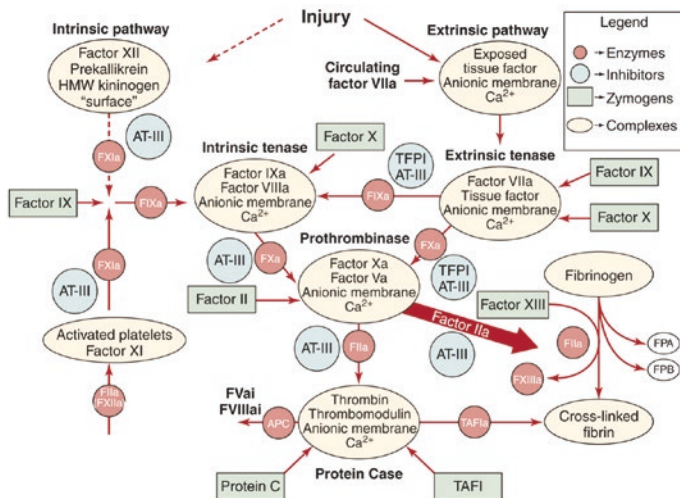 Injury
Intrinsic pathway
Factor XII
Prekallikrein
HMW kininogen
"surface"
Extrinsic pathway
Exposed
tissue factor
Anionic membrane
Ca2+
Circulating
factor VIIa
Legend
Enzymes
Inhibitors
Zymogens
Complexes
AT-III
FXIa
Factor IX
FIXa
Intrinsic tenase
Factor X
Factor IXa
Factor VIIIa
Anionic membrane
Ca2+
TFPI
AT-III
FIXa
Extrinsic tenase
Factor VIIa
Tissue factor
Anionic membrane
Ca2+
Factor IX
Factor X
FXIa
AT-III
Activated platelets
Factor XI
FIIa
FXIIa
AT-III
FXa
Prothrombinase
FXa
Factor Xa
Factor Va
Anionic membrane
Ca2+
TFPI
AT-III
Factor II
Factor IIa
AT-III
FIIa
AT-III
Fibrinogen
Factor XIII
FIIa
FXIIIa
FPA
FPB
Cross-linked
fibrin
FVai
FVIIIai
APC
Thrombin
Thrombomodulin
Anionic membrane
Ca2+
TAFIa
Protein C
Protein Case
TAFI